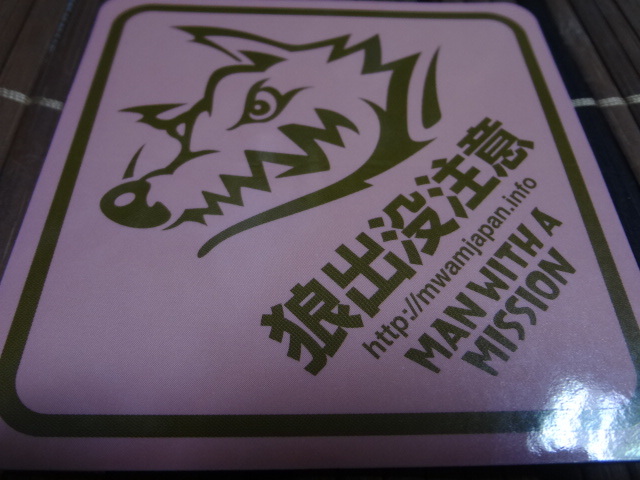 狼出没注意
http://mwamjapan.info
MAN WITH A
MISSION